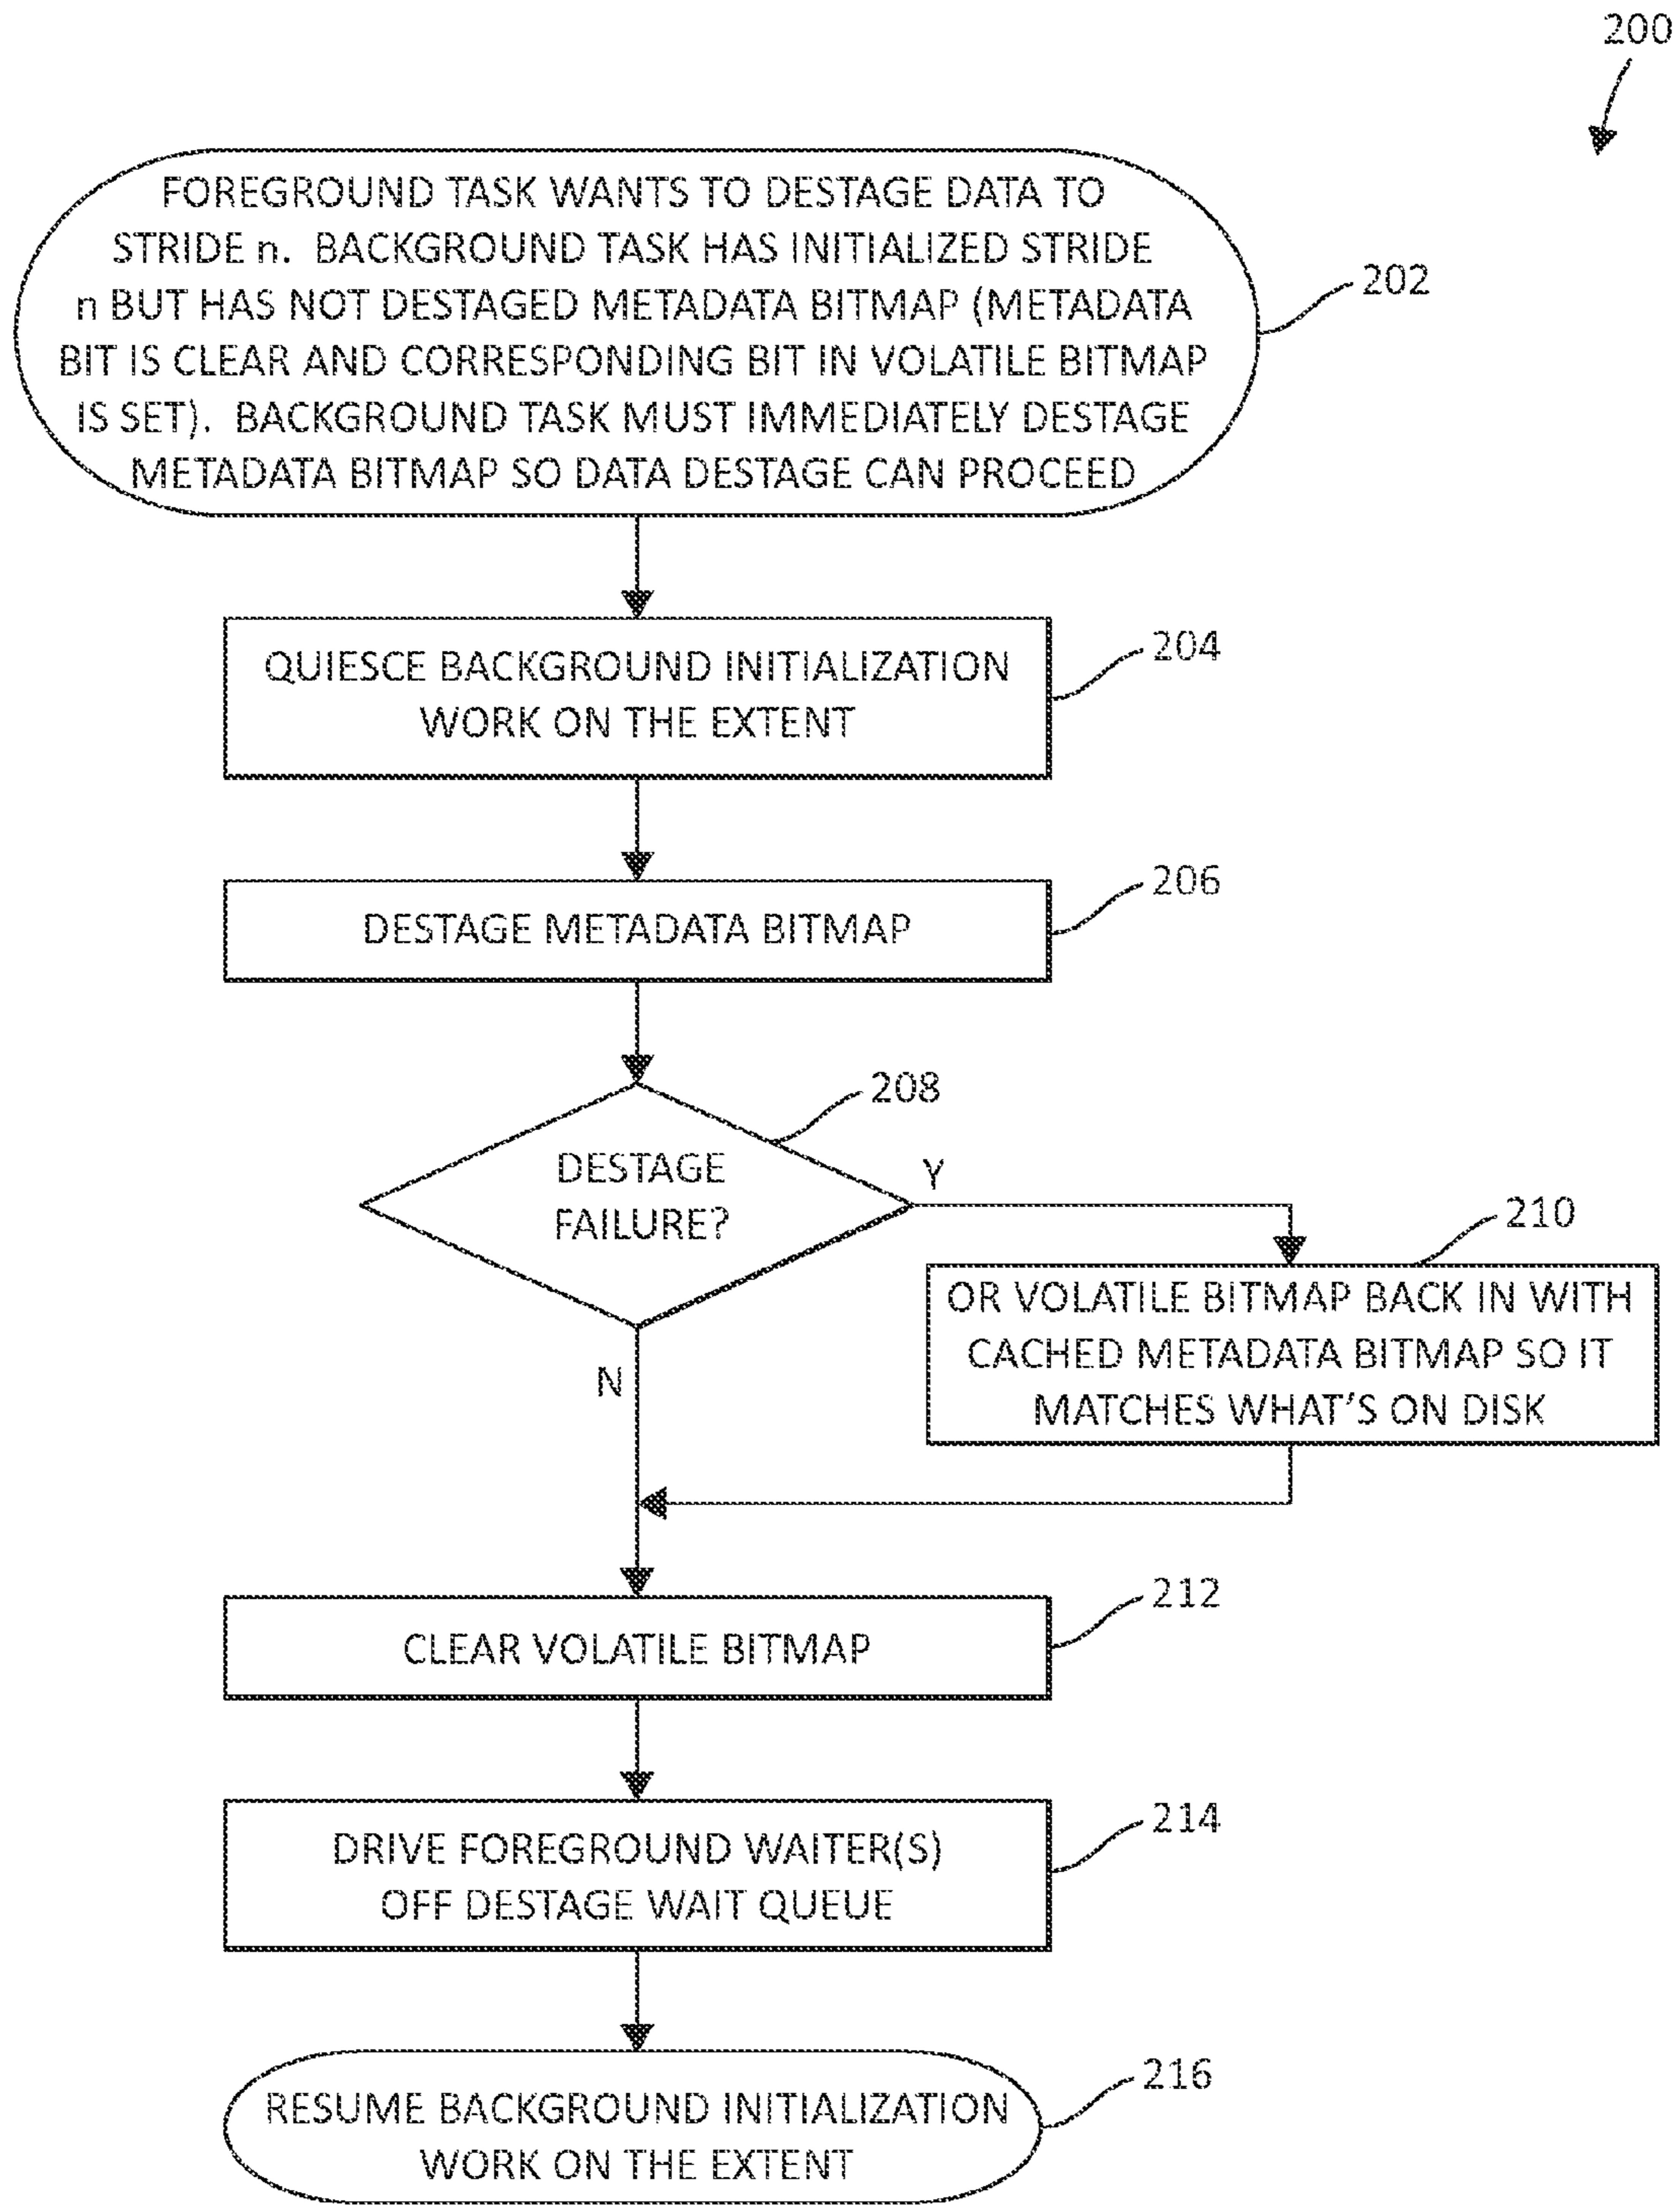 200
FOREGROUND TASK WANTS TO DESTAGE DATA TO
STRIDE n. BACKGROUND TASK HAS INITIALIZED STRIDE
n BUT HAS NOT DESTAGED METADATA BITMAP (METADATA
BIT IS CLEAR AND CORRESPONDING BIT IN VOLATILE BITMAP
IS SET). BACKGROUND TASK MUST IMMEDIATELY DESTAGE
METADATA BITMAP SO DATA DESTAGE CAN PROCEED
202
QUIESCE BACKGROUND INITIALIZATION
WORK ON THE EXTENT
204
DESTAGE METADATA BITMAP
206
DESTAGE
FAILURE?
208
Y
N
OR VOLATILE BITMAP BACK IN WITH
CACHED METADATA BITMAP SO IT
MATCHES WHAT'S ON DISK
210
CLEAR VOLATILE BITMAP
212
DRIVE FOREGROUND WAITER(S)
OFF DESTAGE WAIT QUEUE
214
RESUME BACKGROUND INITIALIZATION
WORK ON THE EXTENT
216